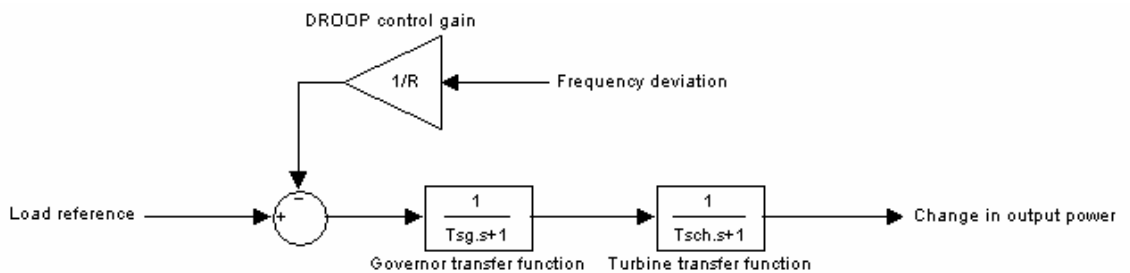 DROOP control gain
1/R
Frequency deviation
Load reference
−
+
1
Tsg.s+1
1
Tsch.s+1
Change in output power
Governor transfer function
Turbine transfer function